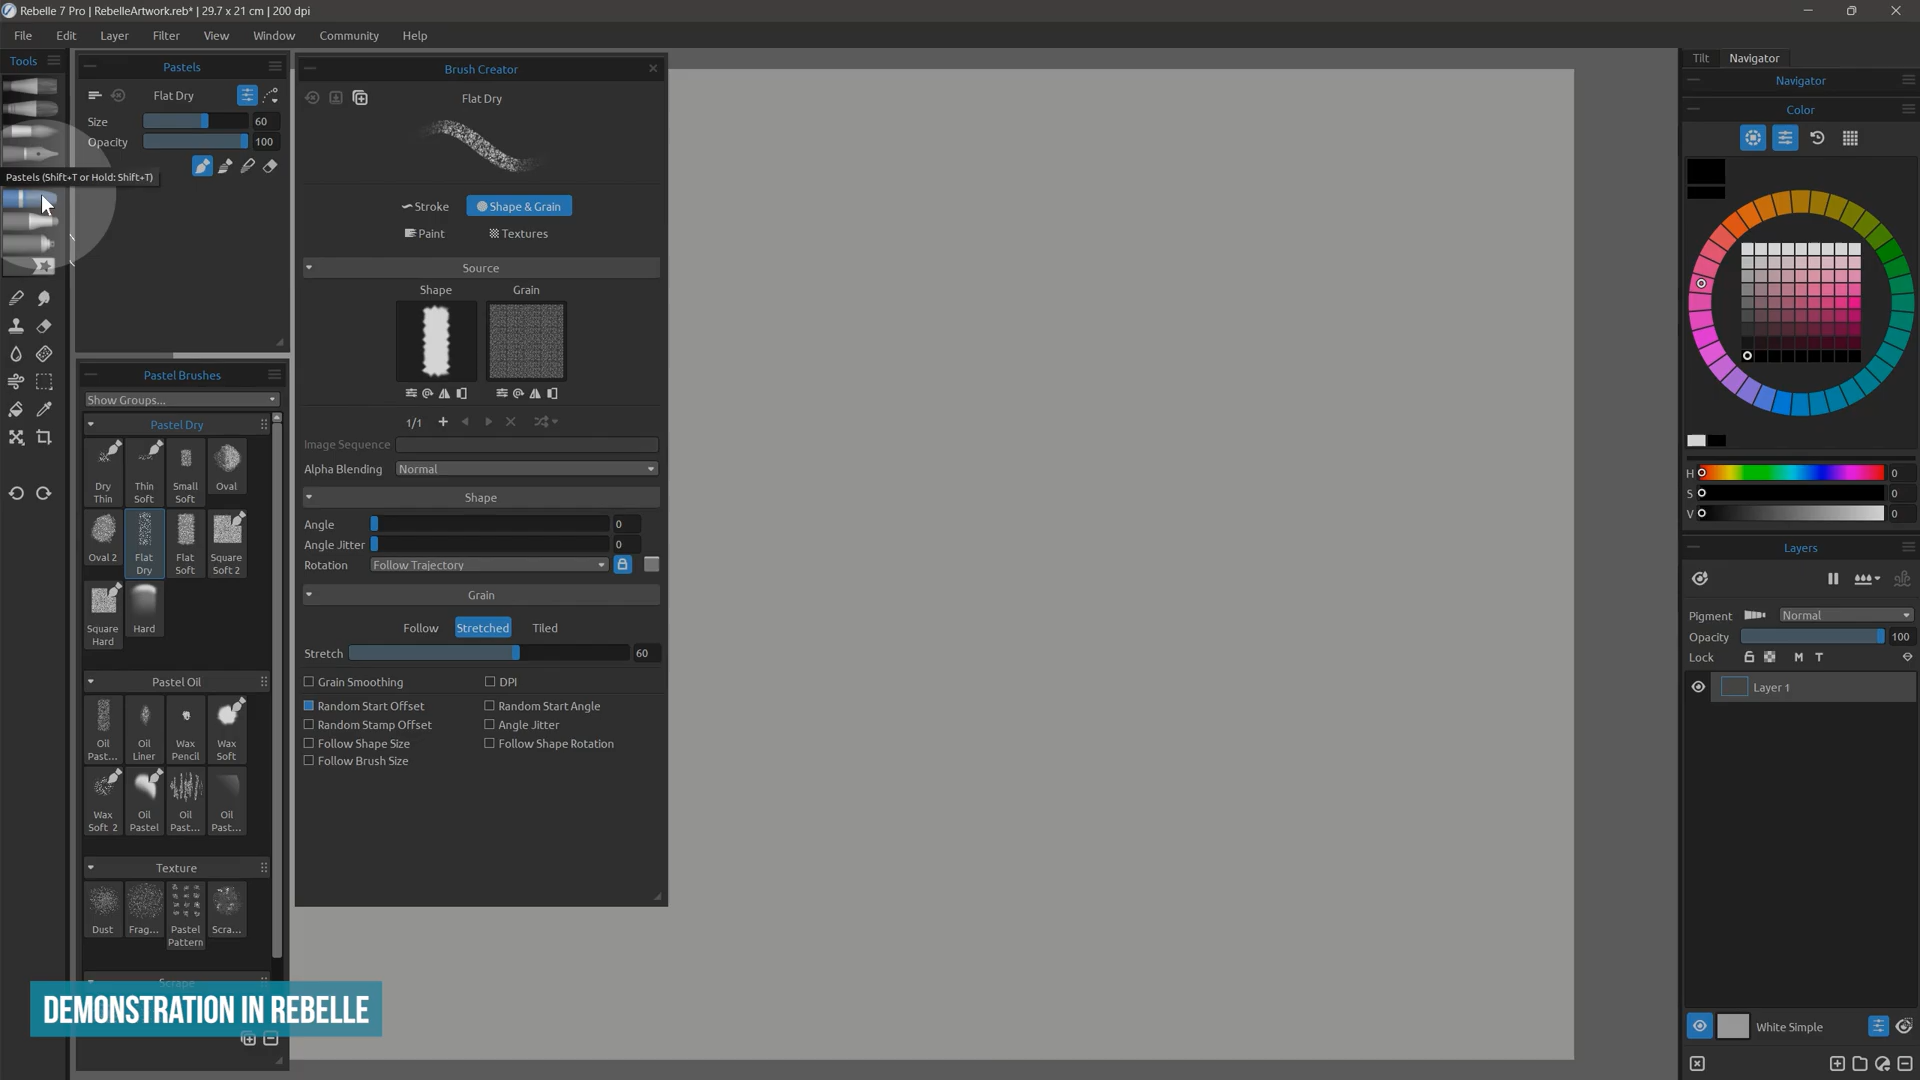 Rebelle 7 Pro | RebelleArtwork.reb* | 29.7 x 21 cm | 200 dpi
File Edit Layer Filter View Window Community Help
Tools
Pastels
Flat Dry
Size 60
Opacity 100
Pastels (Shift+T or Hold: Shift+T)
Pastel Brushes
Show Groups...
Pastel Dry
Dry Thin
Thin Soft
Small Soft
Oval
Oval 2
Flat Dry
Flat Soft
Square Soft 2
Square Hard
Hard
Pastel Oil
Oil Past...
Oil Liner
Wax Pencil
Wax Soft
Wax Soft 2
Oil Pastel
Oil Past...
Oil Past...
Texture
Dust
Frag...
Pastel Pattern
Scra...
Scrape
DEMONSTRATION IN REBELLE
Brush Creator
Flat Dry
Stroke Shape & Grain
Paint Textures
Source
Shape Grain
1/1
Image Sequence
Alpha Blending Normal
Shape
Angle 0
Angle Jitter 0
Rotation Follow Trajectory
Grain
Follow Stretched Tiled
Stretch 60
Grain Smoothing DPI
Random Start Offset Random Start Angle
Random Stamp Offset Angle Jitter
Follow Shape Size Follow Shape Rotation
Follow Brush Size
Tilt Navigator
Navigator
Color
H 0
S 0
V 0
Layers
Pigment Normal
Opacity 100
Lock M T
Layer 1
White Simple